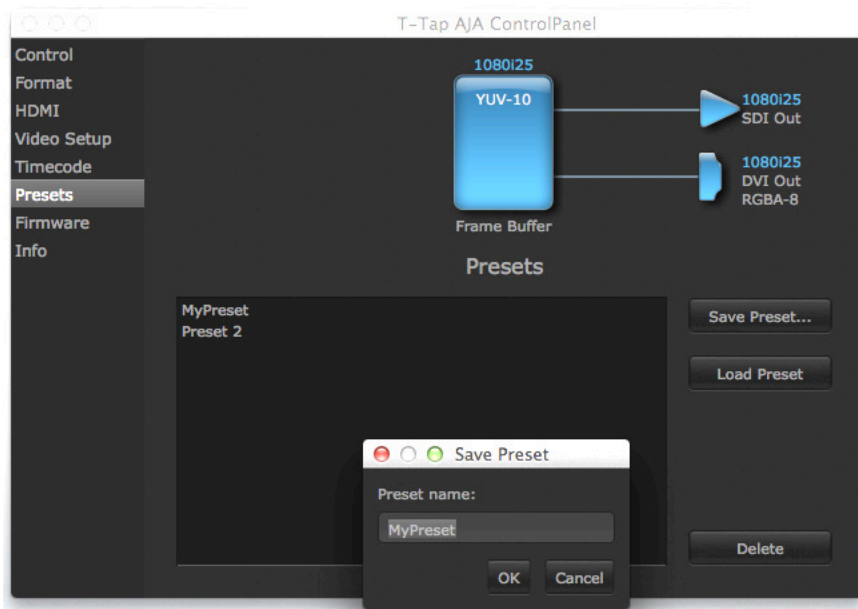 T-Tap AJA ControlPanel
Control
Format
HDMI
Video Setup
Timecode
Presets
Firmware
Info
1080i25
YUV-10
Frame Buffer
1080i25
SDI Out
1080i25
DVI Out
RGBA-8
Presets
MyPreset
Preset 2
Save Preset...
Load Preset
Delete
Save Preset
Preset name:
MyPreset
OK
Cancel